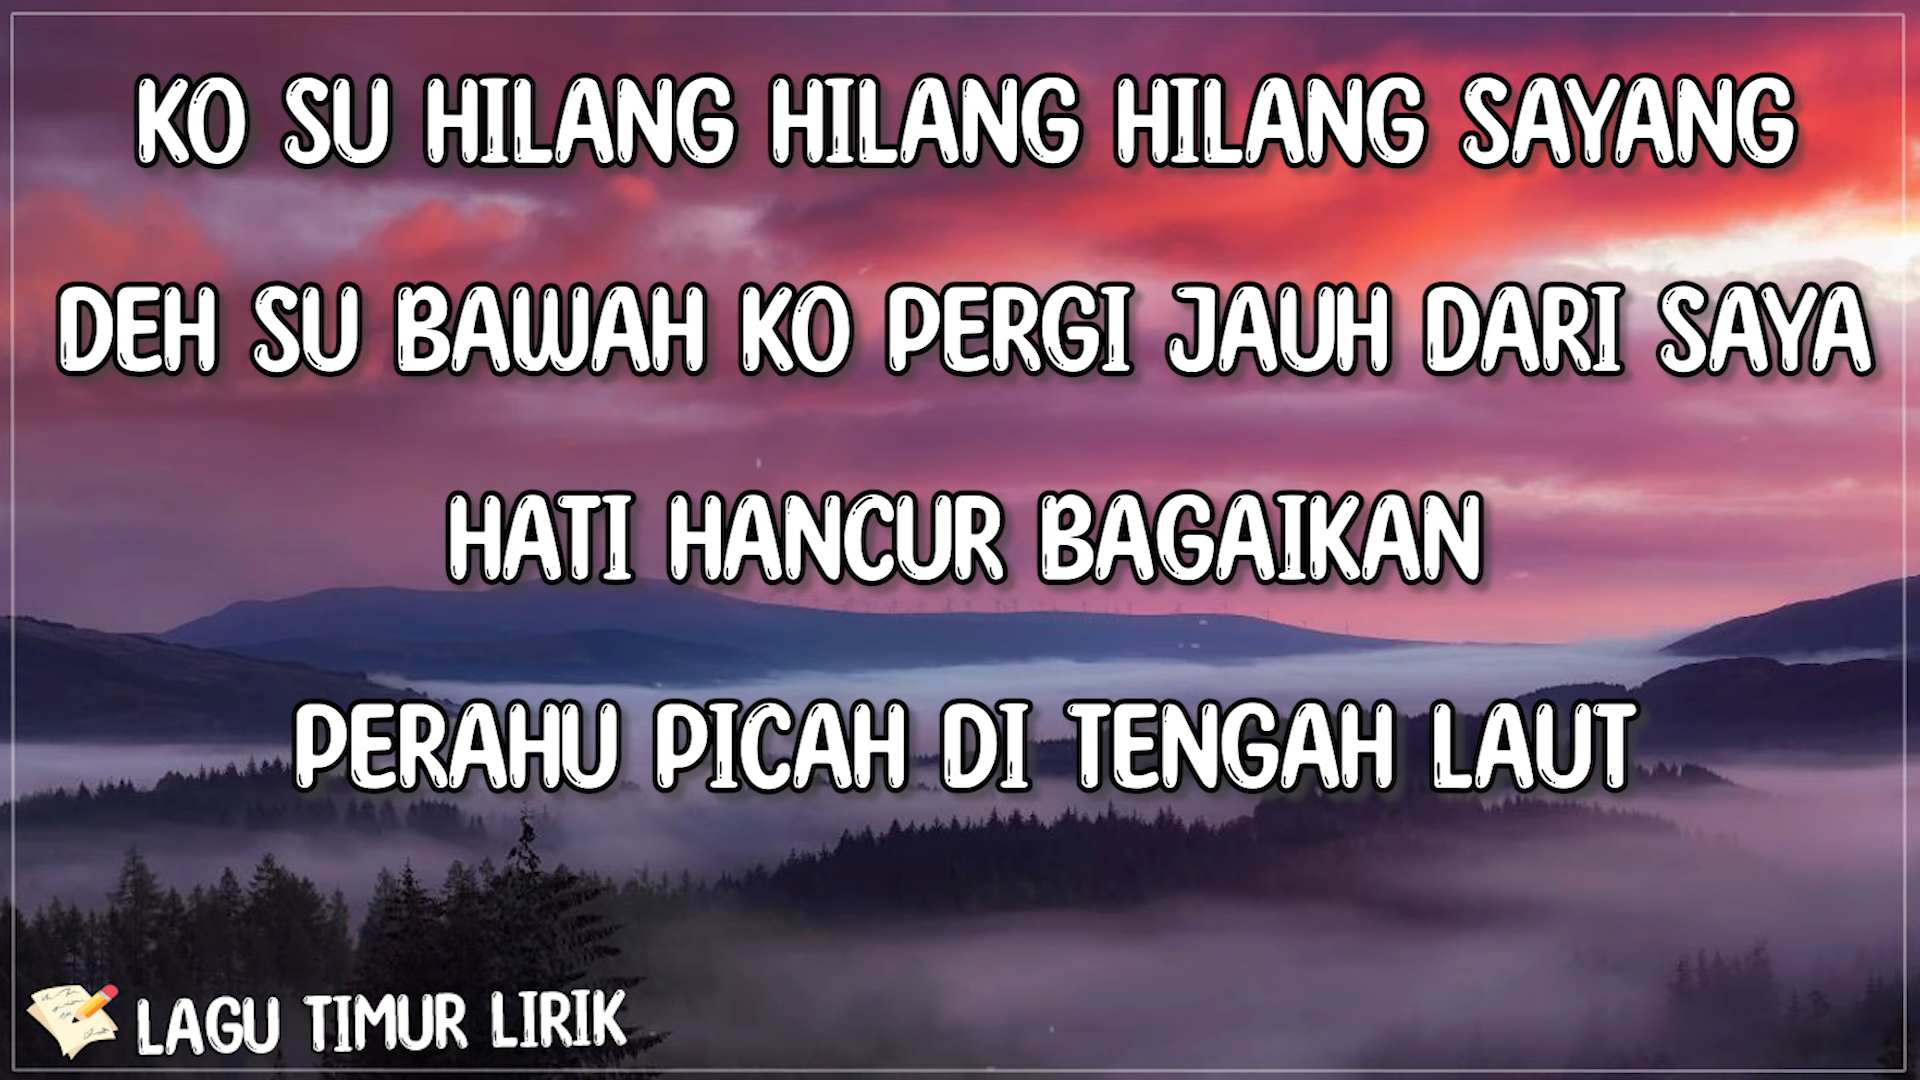 KO SU HILANG HILANG HILANG SAYANG
DEH SU BAWAH KO PERGI JAUH DARI SAYA
HATI HANCUR BAGAIKAN
PERAHU PICAH DI TENGAH LAUT
LAGU TIMUR LIRIK